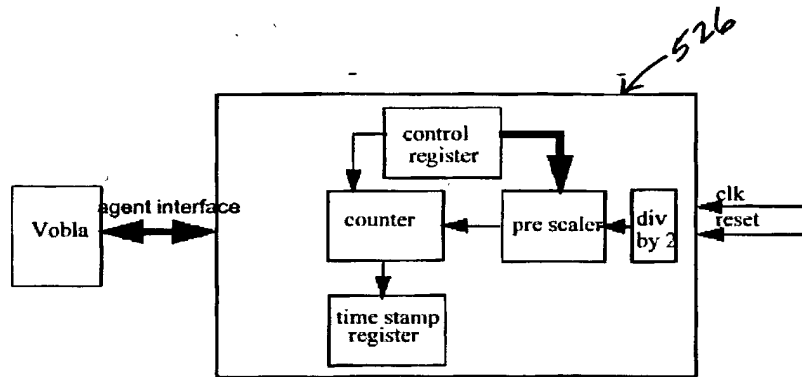 526
control
register
clk
agent interface
reset
Vobla
counter
pre scaler
div
by 2
time stamp
register